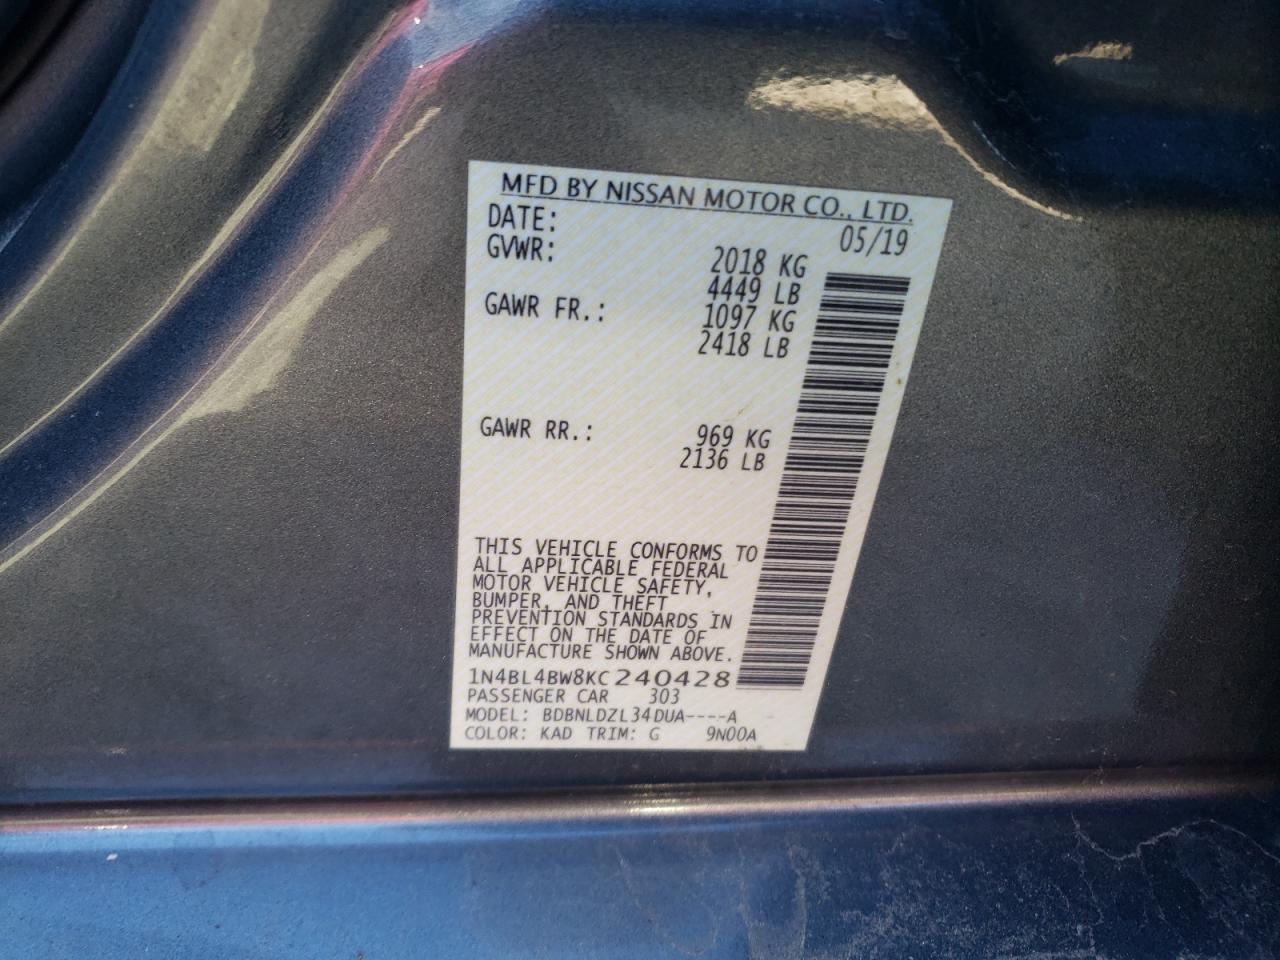 MFD BY NISSAN MOTOR CO., LTD.
DATE: 05/19
GVWR: 2018 KG
4449 LB
GAWR FR.: 1097 KG
2418 LB
GAWR RR.: 969 KG
2136 LB
THIS VEHICLE CONFORMS TO
ALL APPLICABLE FEDERAL
MOTOR VEHICLE SAFETY,
BUMPER, AND THEFT
PREVENTION STANDARDS IN
EFFECT ON THE DATE OF
MANUFACTURE SHOWN ABOVE.
1N4BL4BW8KC240428
PASSENGER CAR 303
MODEL: BDBNLDZL34DUA----A
COLOR: KAD TRIM: G 9N00A